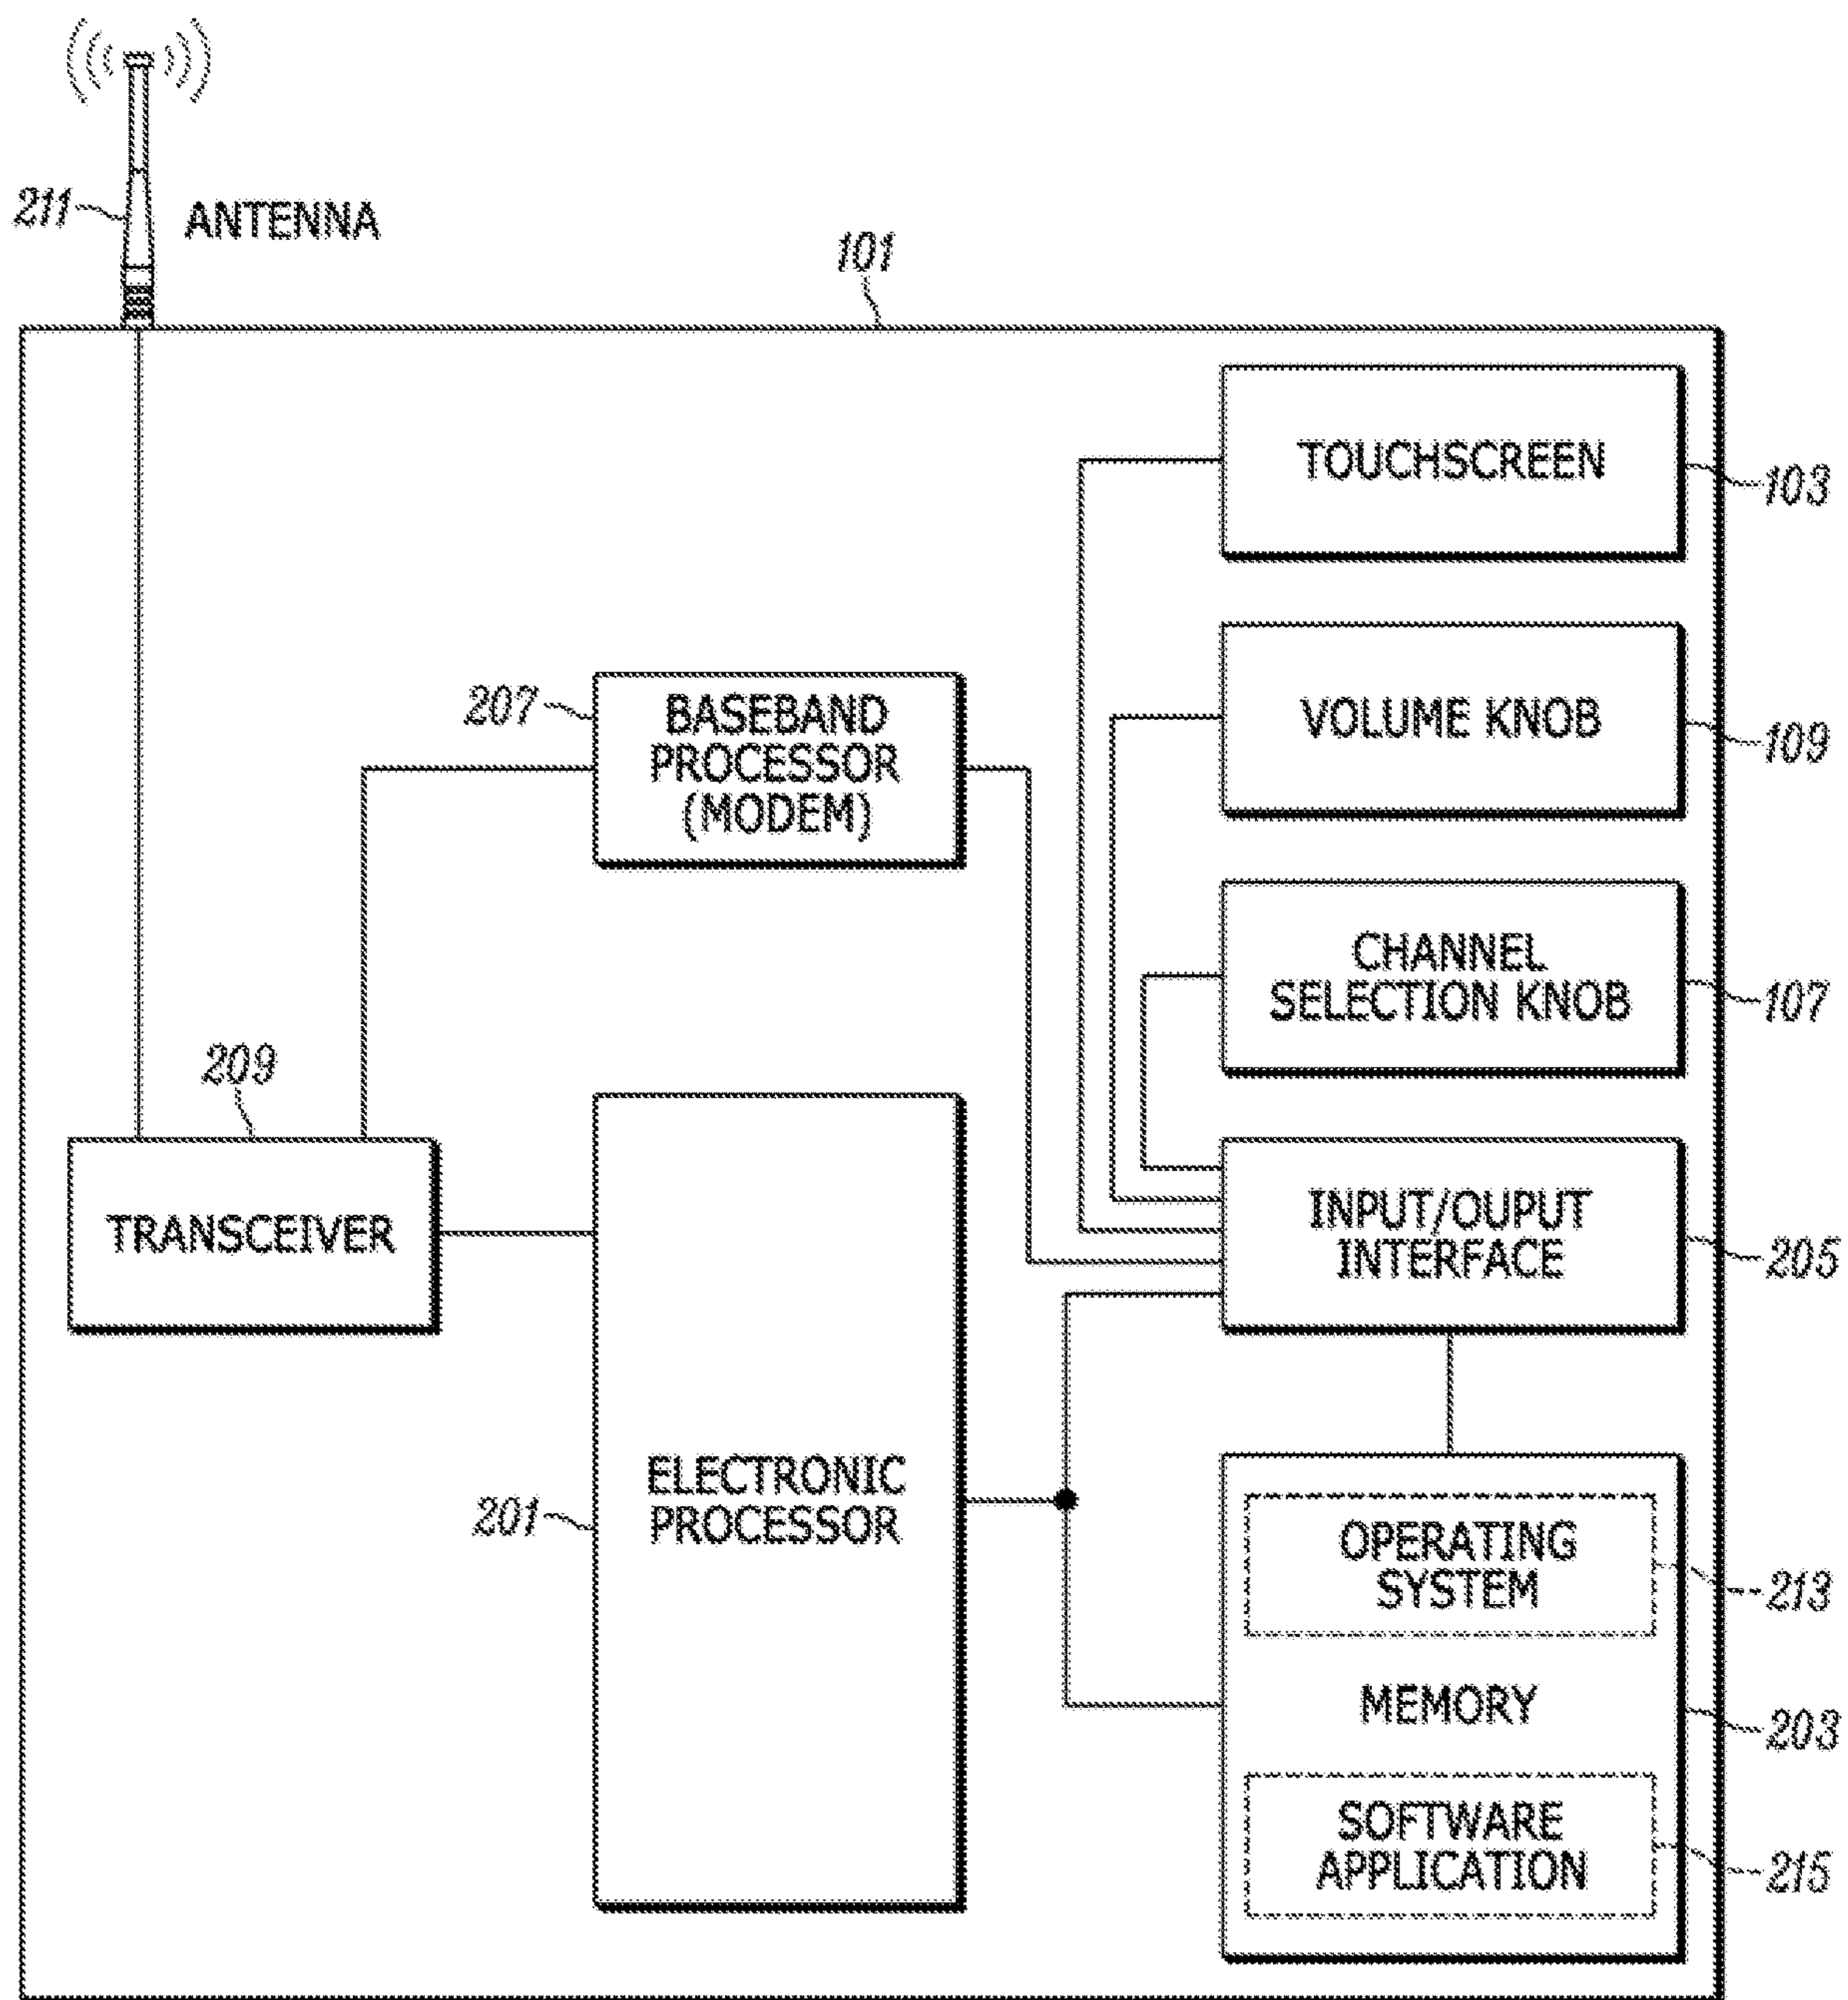 211
ANTENNA
101
TOUCHSCREEN
103
VOLUME KNOB
109
207
BASEBAND
PROCESSOR
(MODEM)
CHANNEL
SELECTION KNOB
107
209
TRANSCEIVER
INPUT/OUPUT
INTERFACE
205
201
ELECTRONIC
PROCESSOR
OPERATING
SYSTEM
213
MEMORY
203
SOFTWARE
APPLICATION
215